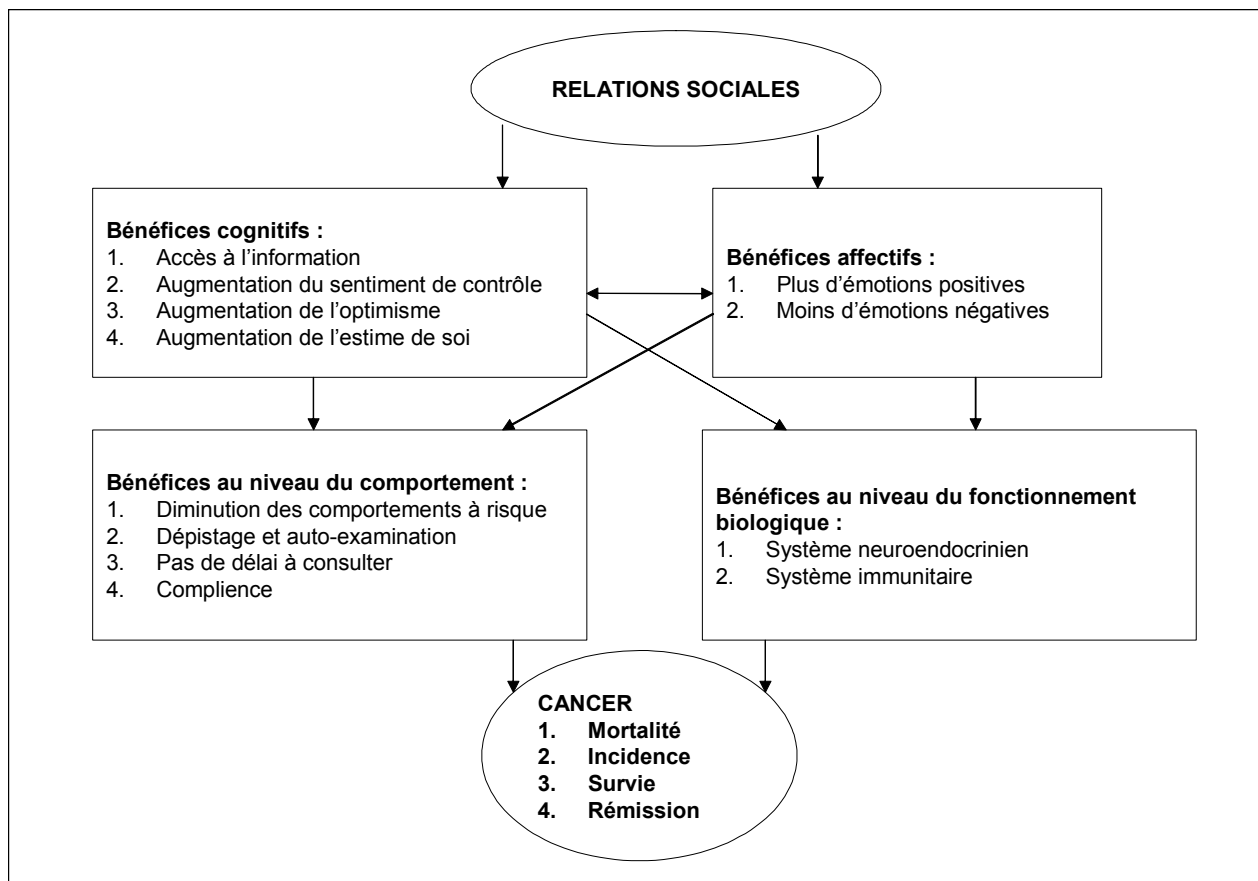 RELATIONS SOCIALES
Bénéfices cognitifs :
1. Accès à l’information
2. Augmentation du sentiment de contrôle
3. Augmentation de l’optimisme
4. Augmentation de l’estime de soi
Bénéfices affectifs :
1. Plus d’émotions positives
2. Moins d’émotions négatives
Bénéfices au niveau du comportement :
1. Diminution des comportements à risque
2. Dépistage et auto-examination
3. Pas de délai à consulter
4. Complience
Bénéfices au niveau du fonctionnement
biologique :
1. Système neuroendocrinien
2. Système immunitaire
CANCER
1. Mortalité
2. Incidence
3. Survie
4. Rémission